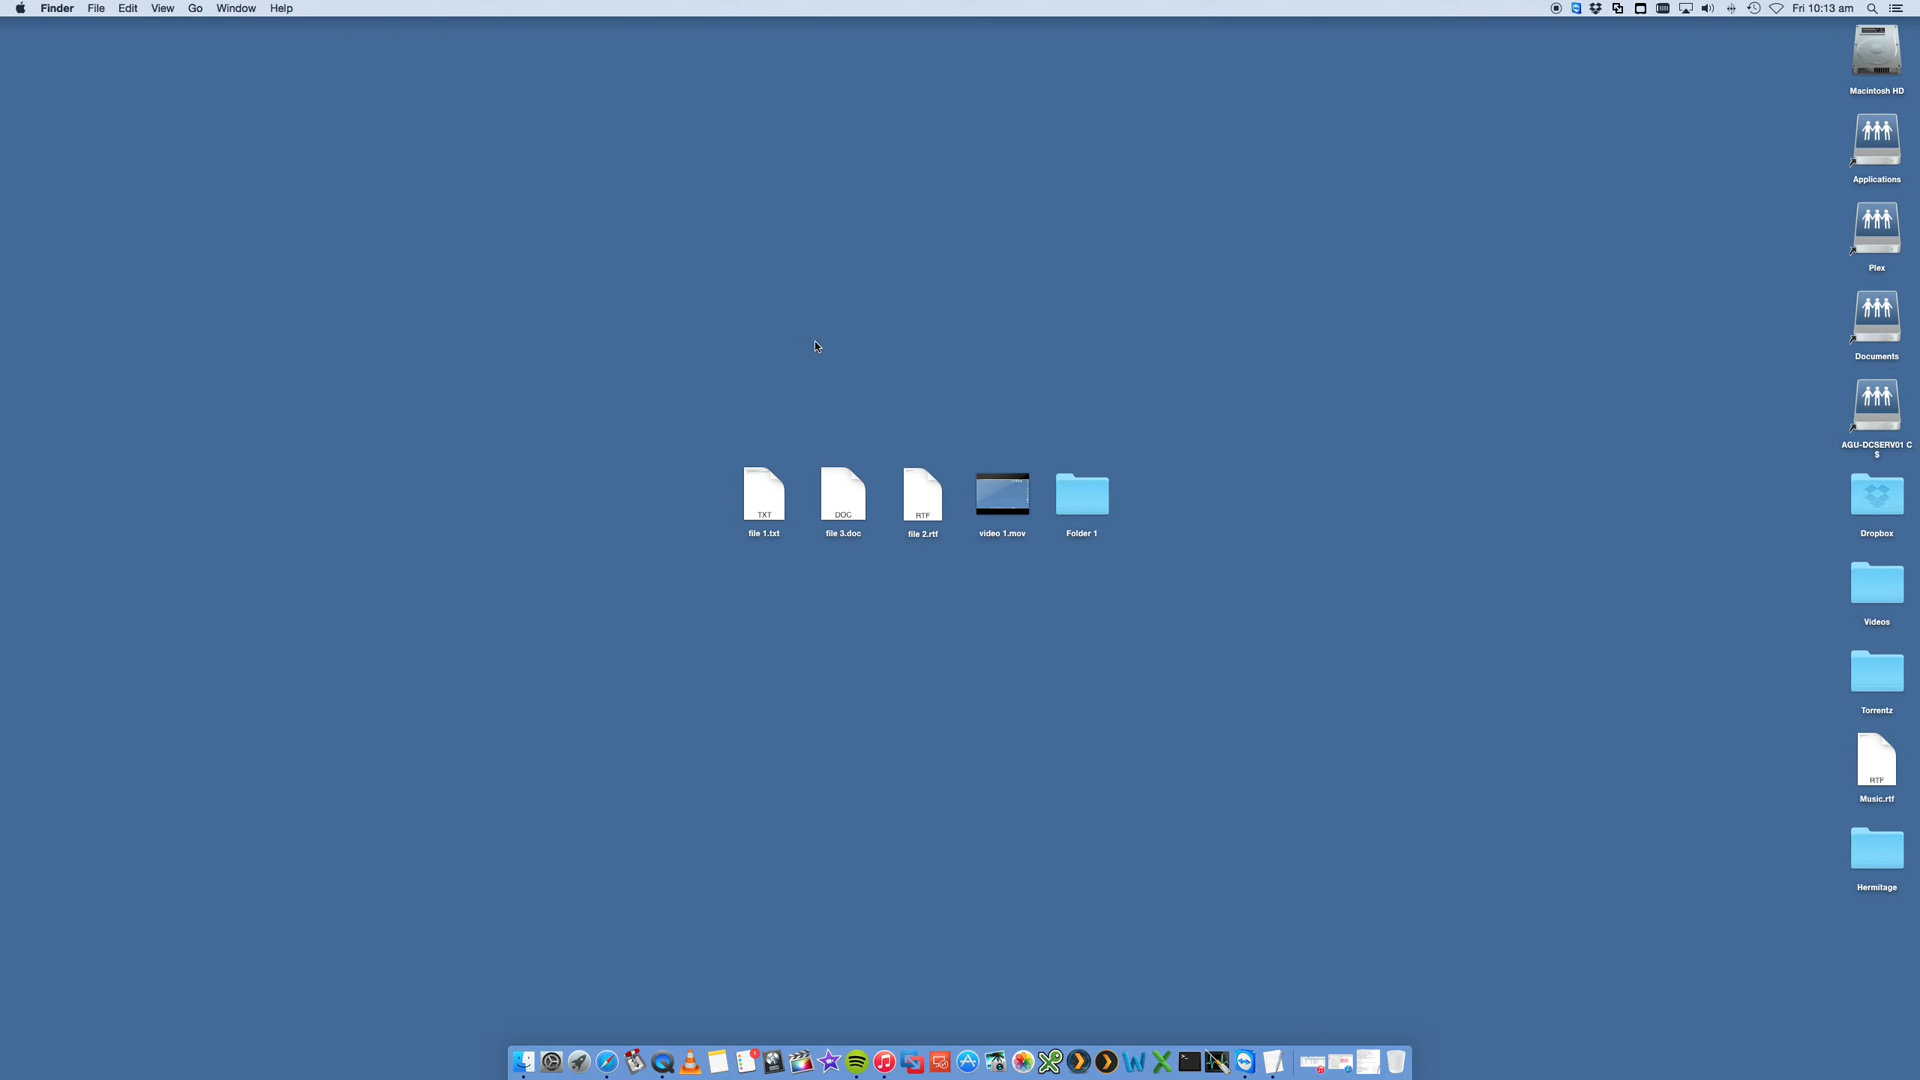 Finder File Edit View Go Window Help
Fri 10:13 am
Macintosh HD
Applications
Plex
Documents
AGU-DCSERV01 C
$
TXT
DOC
RTF
file 1.txt
file 3.doc
file 2.rtf
video 1.mov
Folder 1
Dropbox
Videos
Torrentz
RTF
Music.rtf
Hermitage